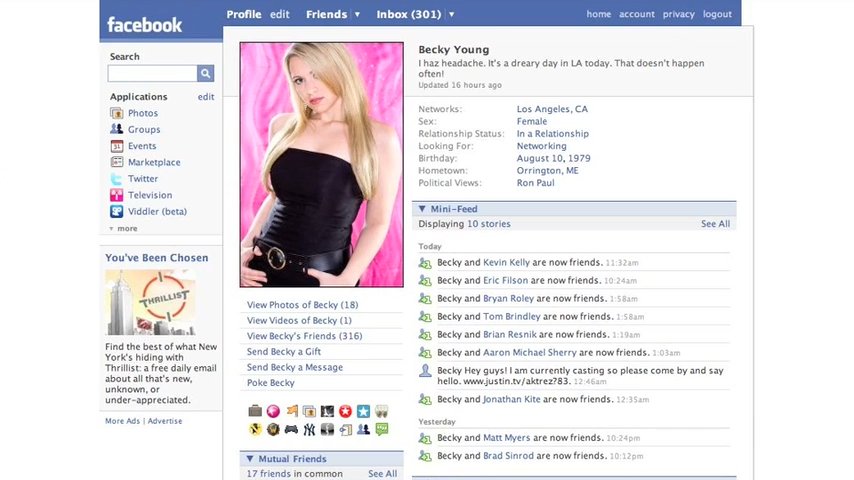 facebook
Profile edit Friends ▼ Inbox (301) ▼ home account privacy logout
Search
Applications edit
Photos
Groups
Events
Marketplace
Twitter
Television
Viddler (beta)
▼ more
You've Been Chosen
THRILLIST
Find the best of what New
York's hiding with
Thrillist: a free daily email
about all that's new,
unknown, or
under-appreciated.
More Ads | Advertise
View Photos of Becky (18)
View Videos of Becky (1)
View Becky's Friends (316)
Send Becky a Gift
Send Becky a Message
Poke Becky
▼ Mutual Friends
17 friends in common See All
Becky Young
I haz headache. It's a dreary day in LA today. That doesn't happen
often!
Updated 16 hours ago
Networks: Los Angeles, CA
Sex: Female
Relationship Status: In a Relationship
Looking For: Networking
Birthday: August 10, 1979
Hometown: Orrington, ME
Political Views: Ron Paul
▼ Mini-Feed
Displaying 10 stories See All
Today
Becky and Kevin Kelly are now friends. 11:32am
Becky and Eric Filson are now friends. 10:24am
Becky and Bryan Roley are now friends. 1:58am
Becky and Tom Brindley are now friends. 1:58am
Becky and Brian Resnik are now friends. 1:19am
Becky and Aaron Michael Sherry are now friends. 1:03am
Becky Hey guys! I am currently casting so please come by and say
hello. www.justin.tv/aktrez?83. 12:46am
Becky and Jonathan Kite are now friends. 12:35am
Yesterday
Becky and Matt Myers are now friends. 10:24pm
Becky and Brad Sinrod are now friends. 10:12pm